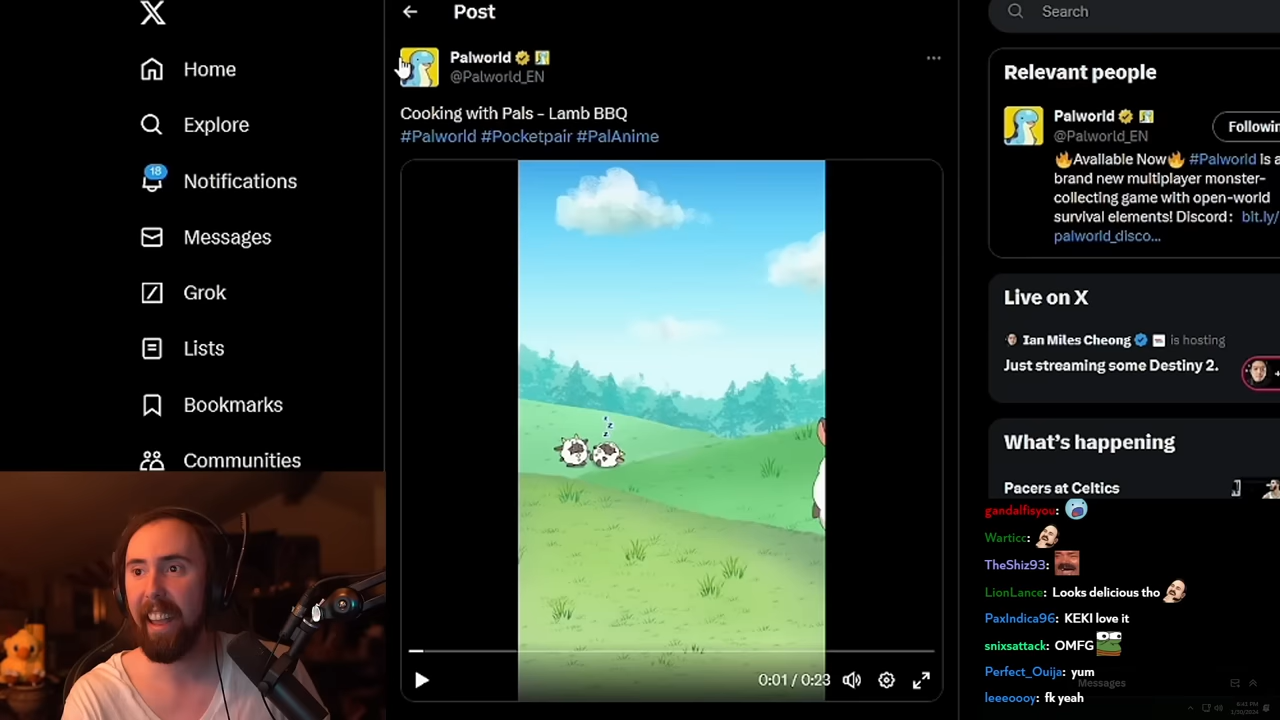 Home
Explore
18
Notifications
Messages
Grok
Lists
Bookmarks
Communities
Post
Palworld
@Palworld_EN
Cooking with Pals - Lamb BBQ
#Palworld #Pocketpair #PalAnime
z
z
0:01 / 0:23
Search
Relevant people
Palworld
@Palworld_EN
Followin
🔥Available Now🔥 #Palworld Is a
brand new multiplayer monster-
collecting game with open-world
survival elements! Discord: bit.ly/
palworld_disco...
Live on X
Ian Miles Cheong is hosting
Just streaming some Destiny 2.
What's happening
Pacers at Celtics
gandalfisyou:
Warticc:
TheShiz93:
LionLance: Looks delicious tho
PaxIndica96: KEKI love it
snixsattack: OMFG
Perfect_Ouija: yum
Messages
leeeoooy: fk yeah